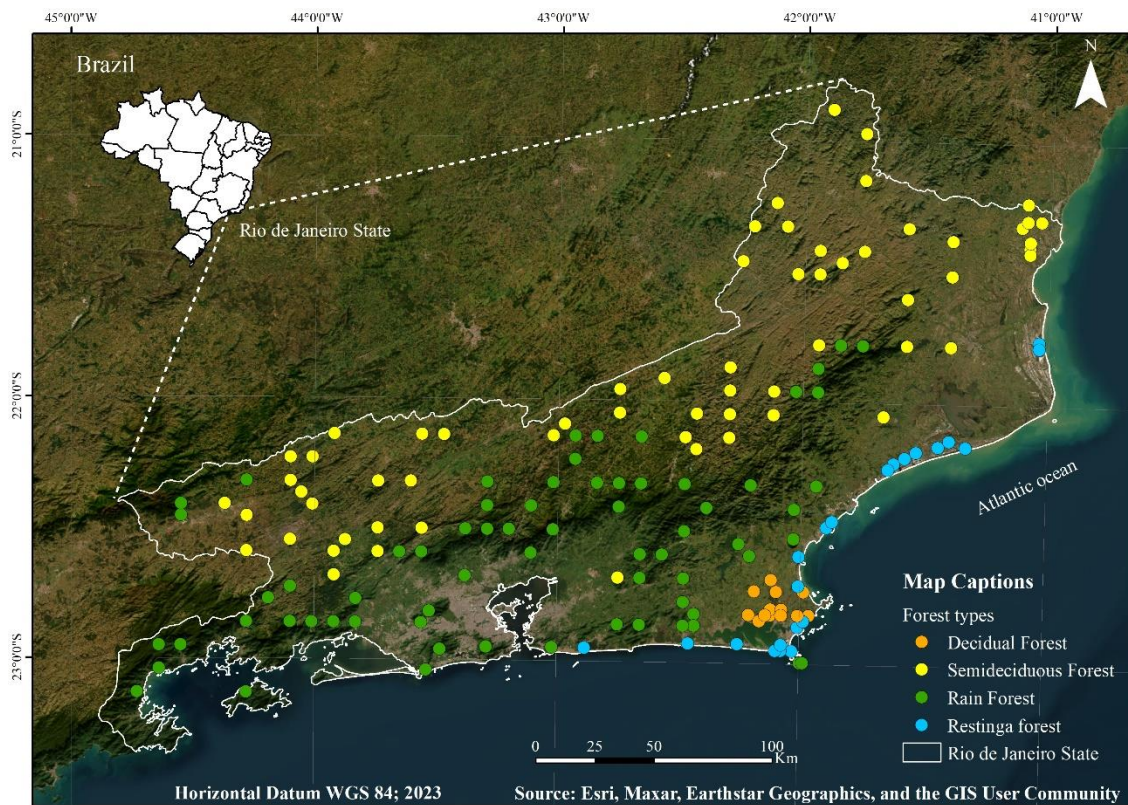 45°0'0"W 44°0'0"W 43°0'0"W 42°0'0"W 41°0'0"W
Brazil
N
21°0'0"S
Rio de Janeiro State
22°0'0"S
Atlantic ocean
Map Captions
Forest types
Decidual Forest
Semideciduous Forest
Rain Forest
Restinga forest
Rio de Janeiro State
23°0'0"S
0 25 50 100
Km
Horizontal Datum WGS 84; 2023 Source: Esri, Maxar, Earthstar Geographics, and the GIS User Community